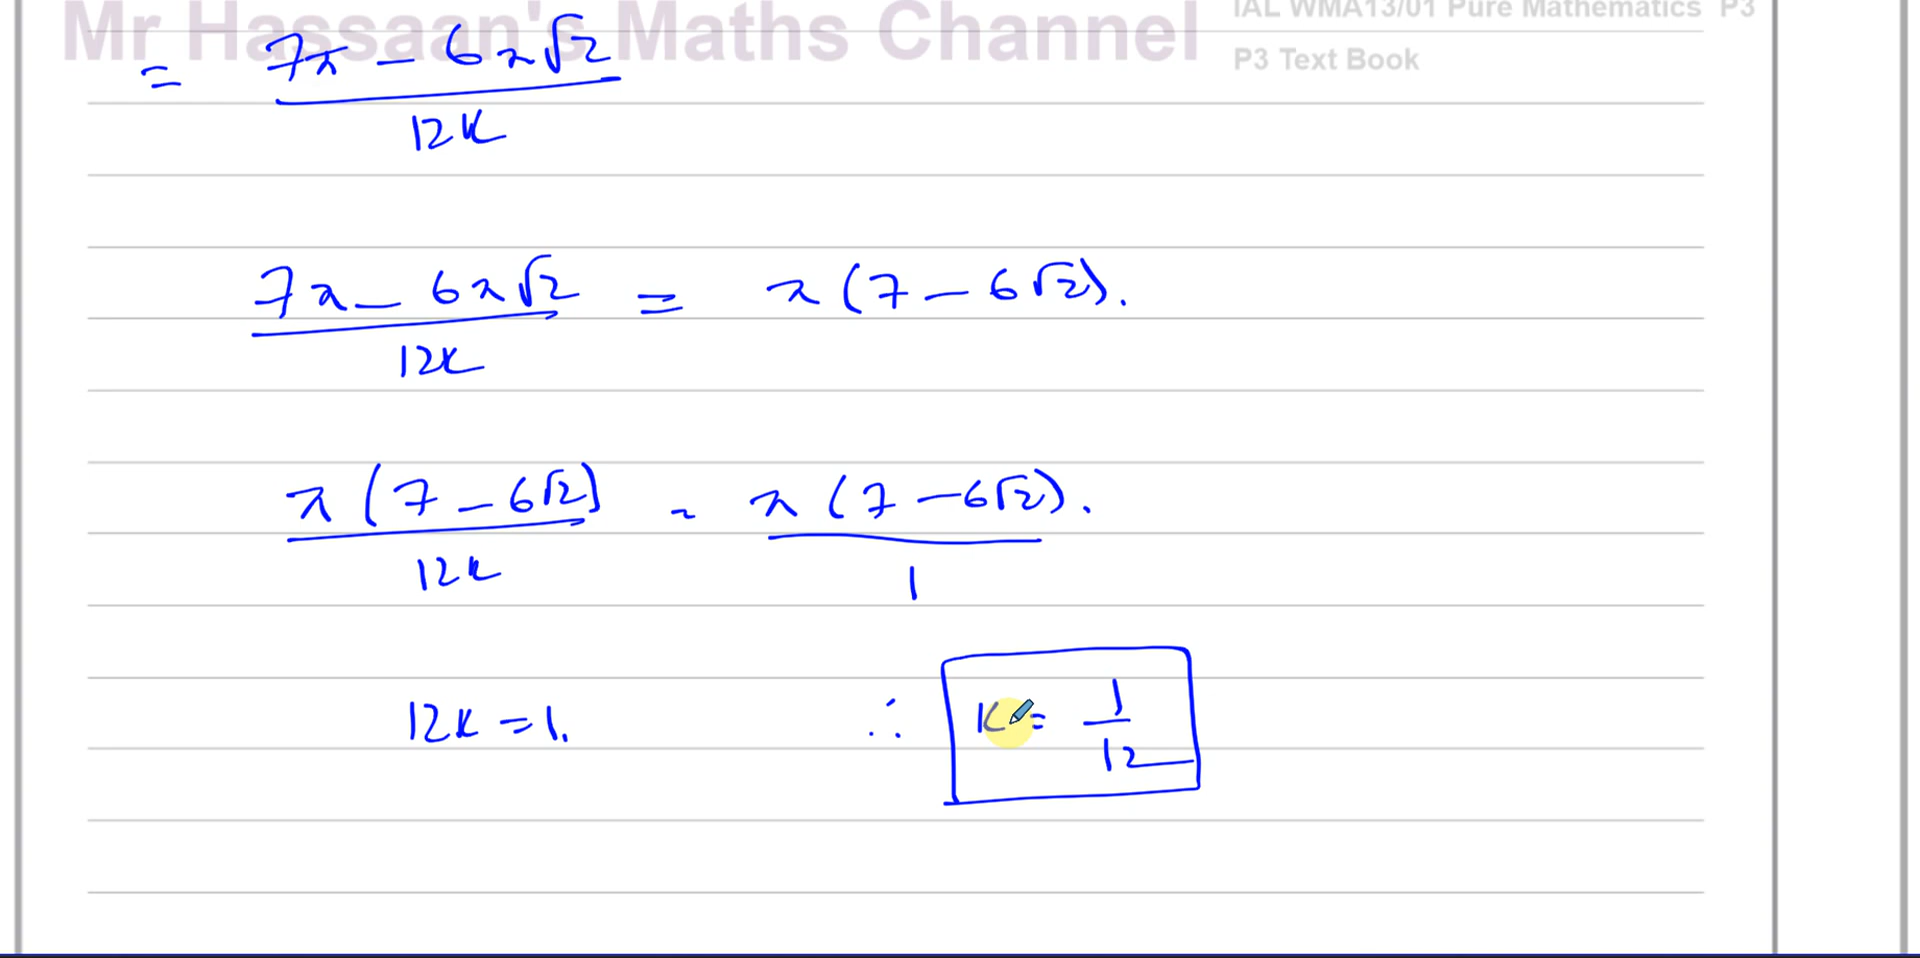 Mr Hassaan's Maths Channel
IAL WMA13/01 Pure Mathematics P3
P3 Text Book
= (7π − 6π√2)/12k
(7π − 6π√2)/12k = π(7 − 6√2).
π(7 − 6√2)/12k = π(7 − 6√2)./1
12k = 1. ∴ k = 1/12